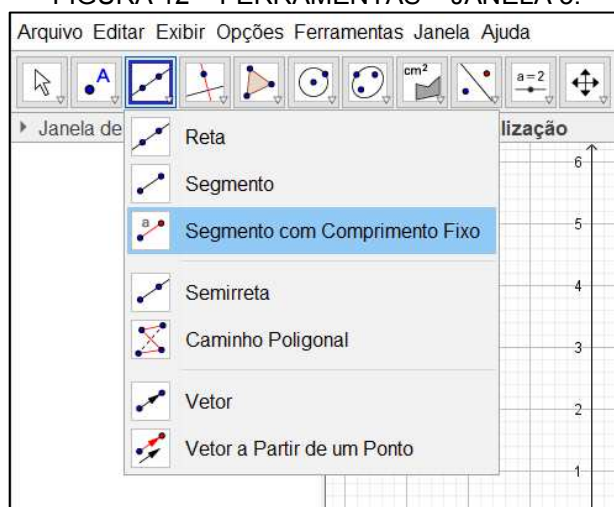 FIGURA 12 – FERRAMENTAS – JANELA 3.
Arquivo Editar Exibir Opções Ferramentas Janela Ajuda
A
cm²
a=2
Janela de
lização
Reta
Segmento
a
Segmento com Comprimento Fixo
Semirreta
Caminho Poligonal
Vetor
Vetor a Partir de um Ponto
6
5
4
3
2
1